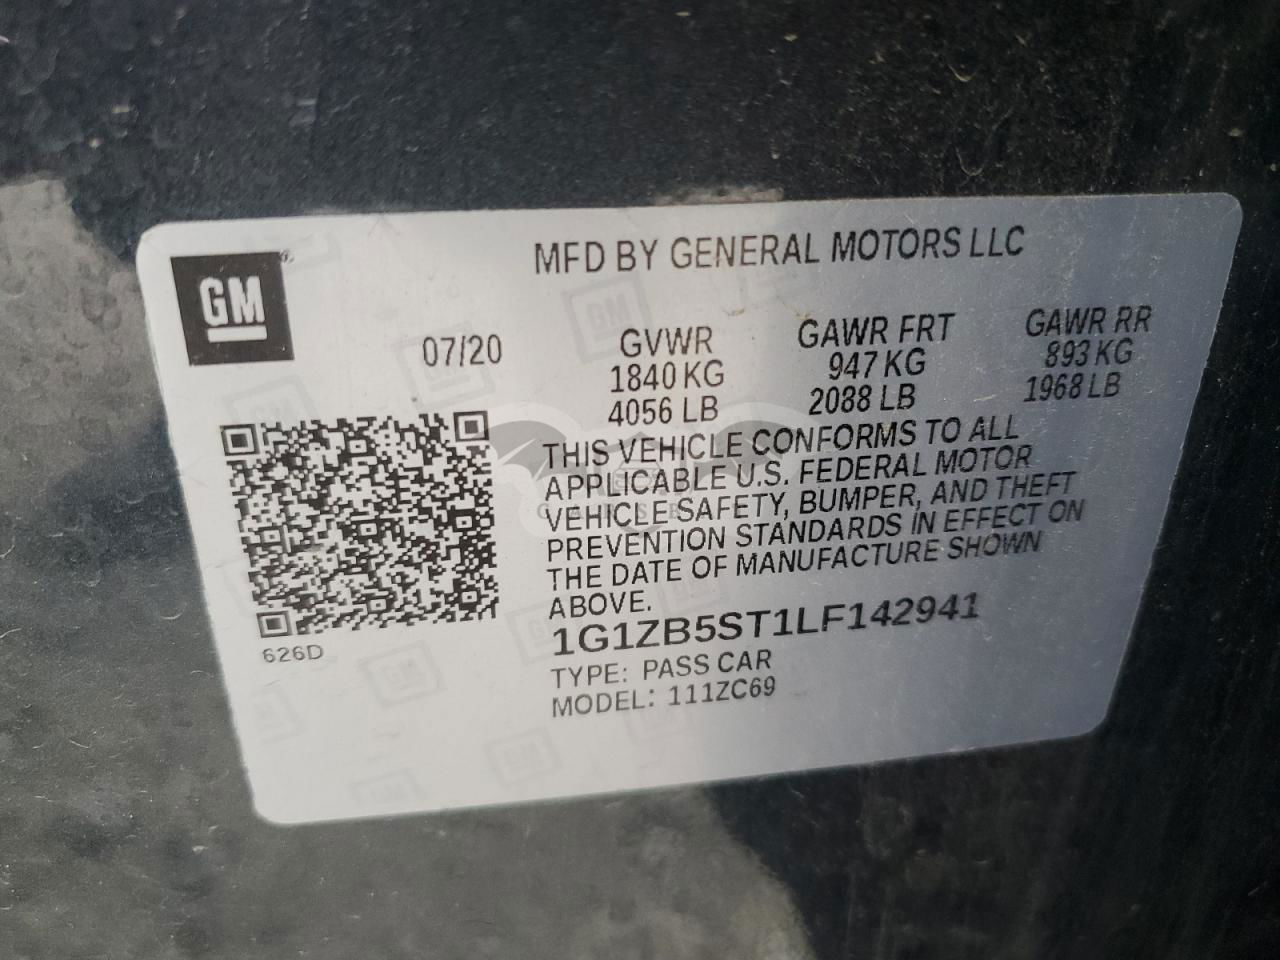 GM
MFD BY GENERAL MOTORS LLC
07/20
GVWR
1840 KG
4056 LB
GAWR FRT
947 KG
2088 LB
GAWR RR
893 KG
1968 LB
THIS VEHICLE CONFORMS TO ALL
APPLICABLE U.S. FEDERAL MOTOR
VEHICLE SAFETY, BUMPER, AND THEFT
PREVENTION STANDARDS IN EFFECT ON
THE DATE OF MANUFACTURE SHOWN
ABOVE.
1G1ZB5ST1LF142941
TYPE: PASS CAR
MODEL: 111ZC69
626D